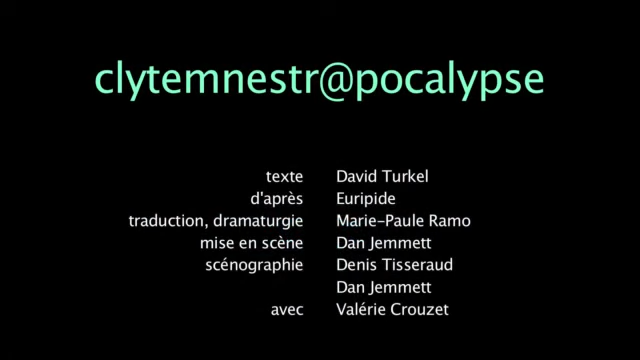 clytemnestr@pocalypse
texte David Turkel
d'après Euripide
traduction, dramaturgie Marie-Paule Ramo
mise en scène Dan Jemmett
scénographie Denis Tisseraud
Dan Jemmett
avec Valérie Crouzet